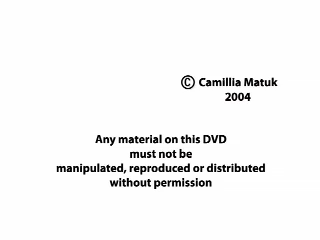 © Camillia Matuk
2004
Any material on this DVD
must not be
manipulated, reproduced or distributed
without permission